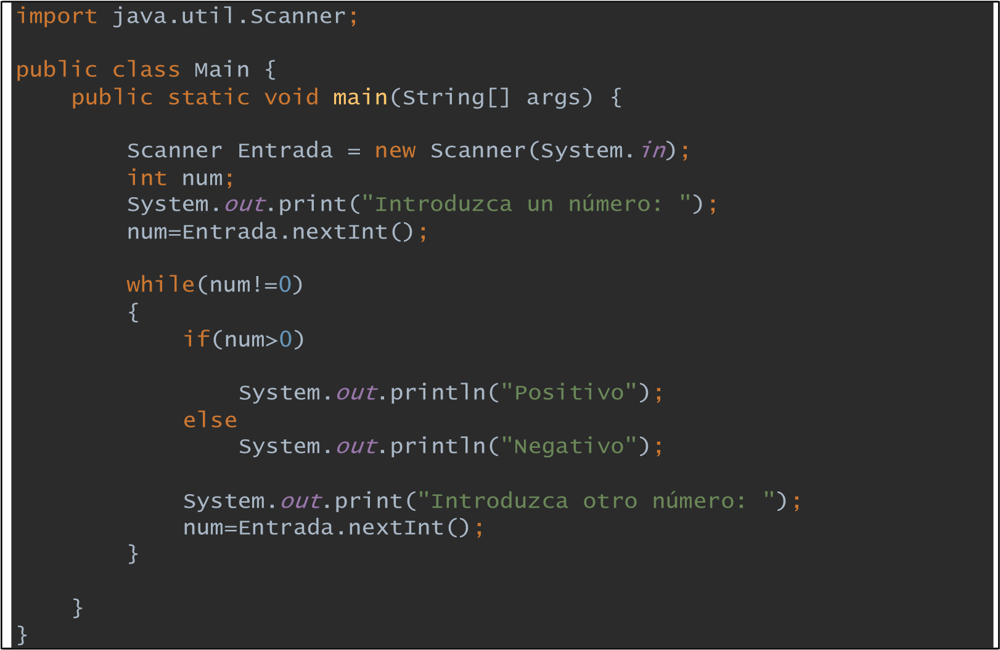 import java.util.Scanner;
public class Main {
public static void main(String[] args) {
Scanner Entrada = new Scanner(System.in);
int num;
System.out.print("Introduzca un número: ");
num=Entrada.nextInt();
while(num!=0)
{
if(num>0)
System.out.println("Positivo");
else
System.out.println("Negativo");
System.out.print("Introduzca otro número: ");
num=Entrada.nextInt();
}
}
}